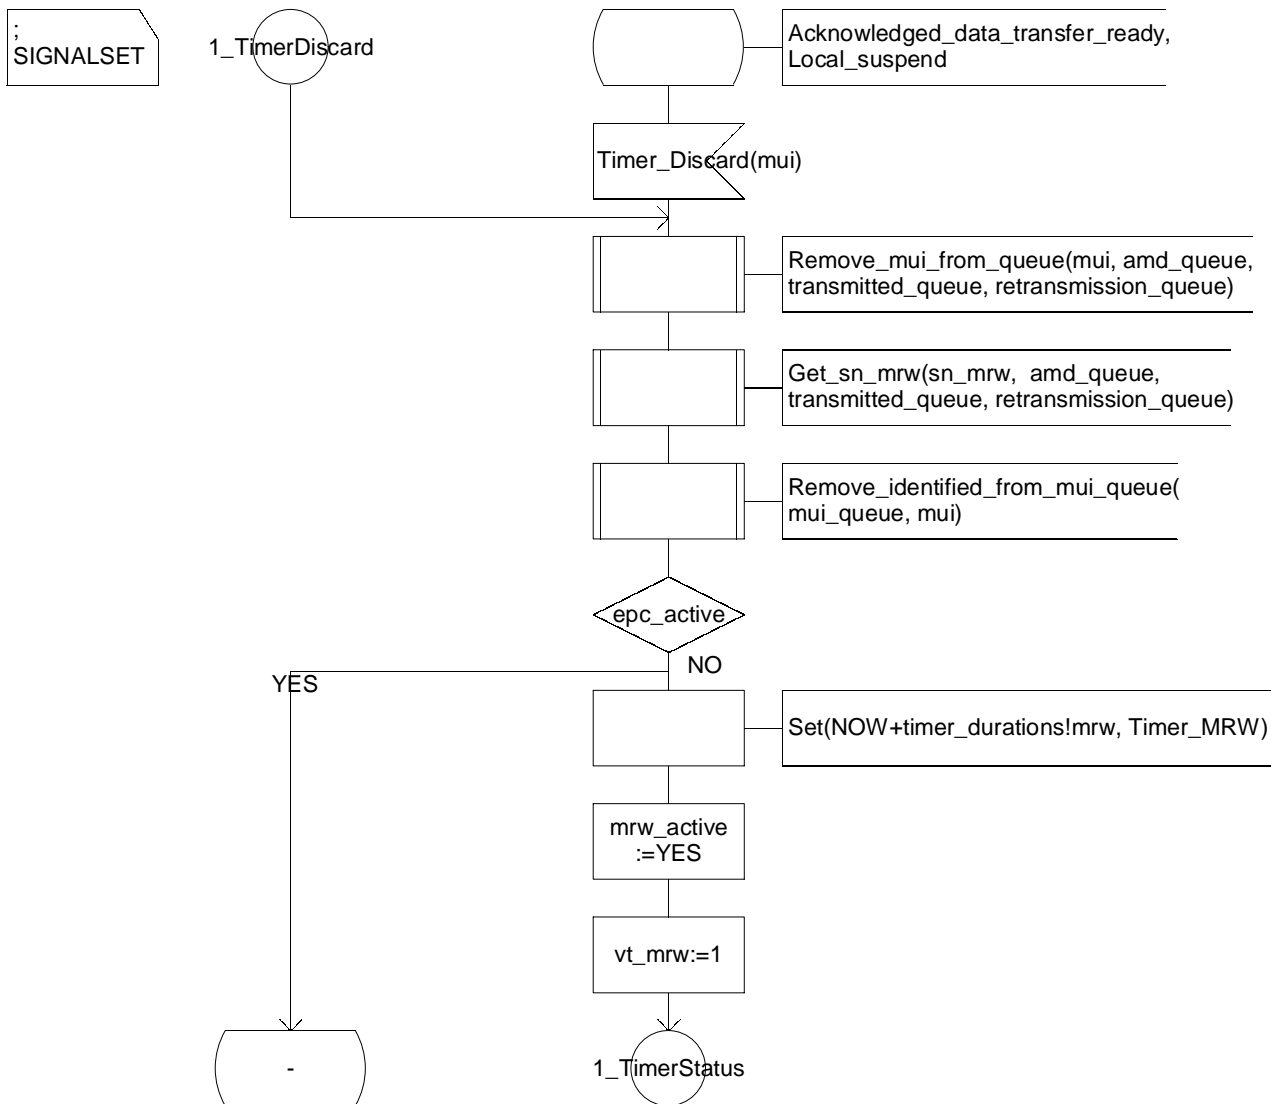 ;
SIGNALSET
1_TimerDiscard
Acknowledged_data_transfer_ready,
Local_suspend
Timer_Discard(mui)
Remove_mui_from_queue(mui, amd_queue,
transmitted_queue, retransmission_queue)
Get_sn_mrw(sn_mrw, amd_queue,
transmitted_queue, retransmission_queue)
Remove_identified_from_mui_queue(
mui_queue, mui)
epc_active
NO
YES
Set(NOW+timer_durations!mrw, Timer_MRW)
mrw_active
:=YES
vt_mrw:=1
-
1_TimerStatus